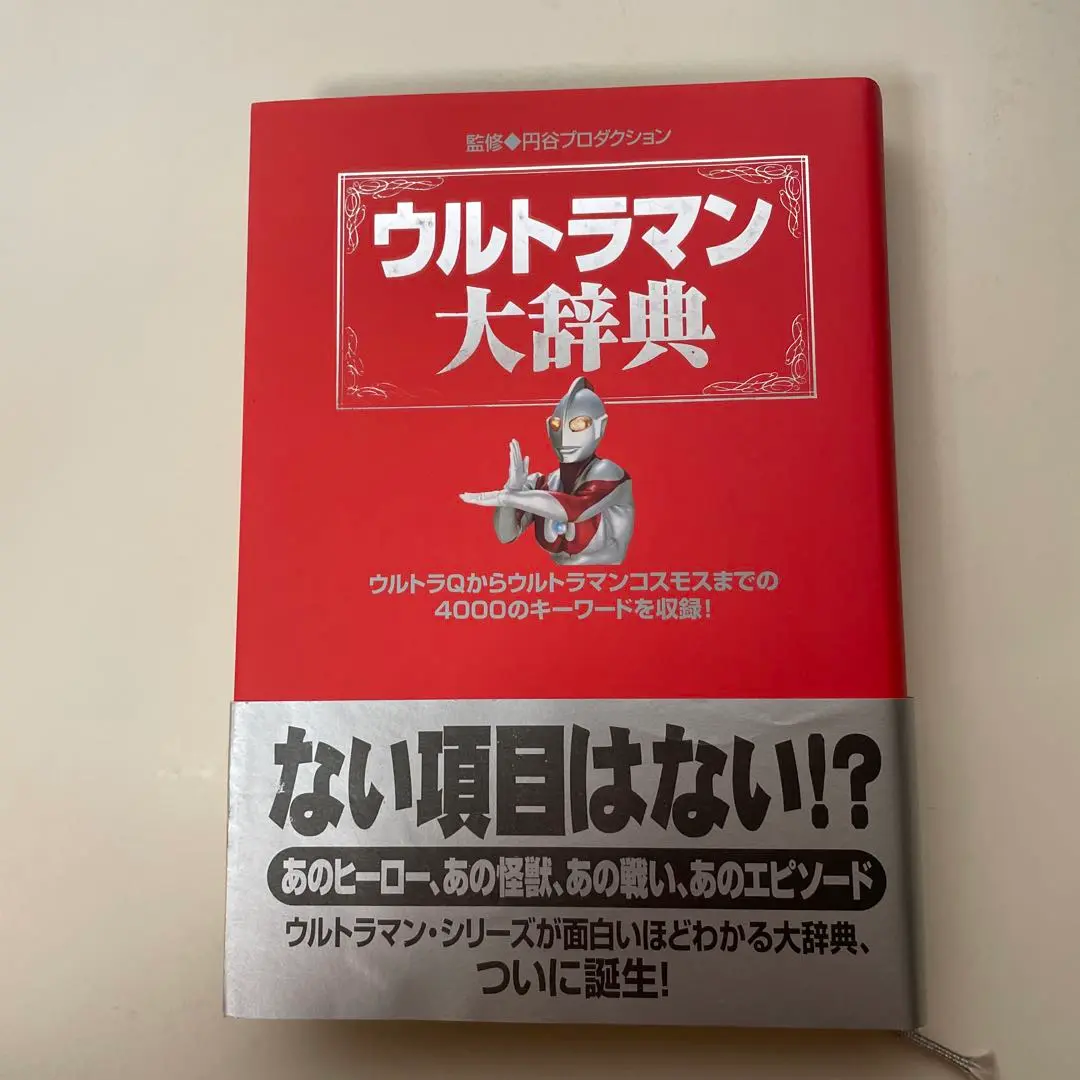 監修◆円谷プロダクション
ウルトラマン
大辞典
ウルトラQからウルトラマンコスモスまでの
4000のキーワードを収録!
ない項目はない!?
あのヒーロー、あの怪獣、あの戦い、あのエピソード
ウルトラマン・シリーズが面白いほどわかる大辞典、
ついに誕生!